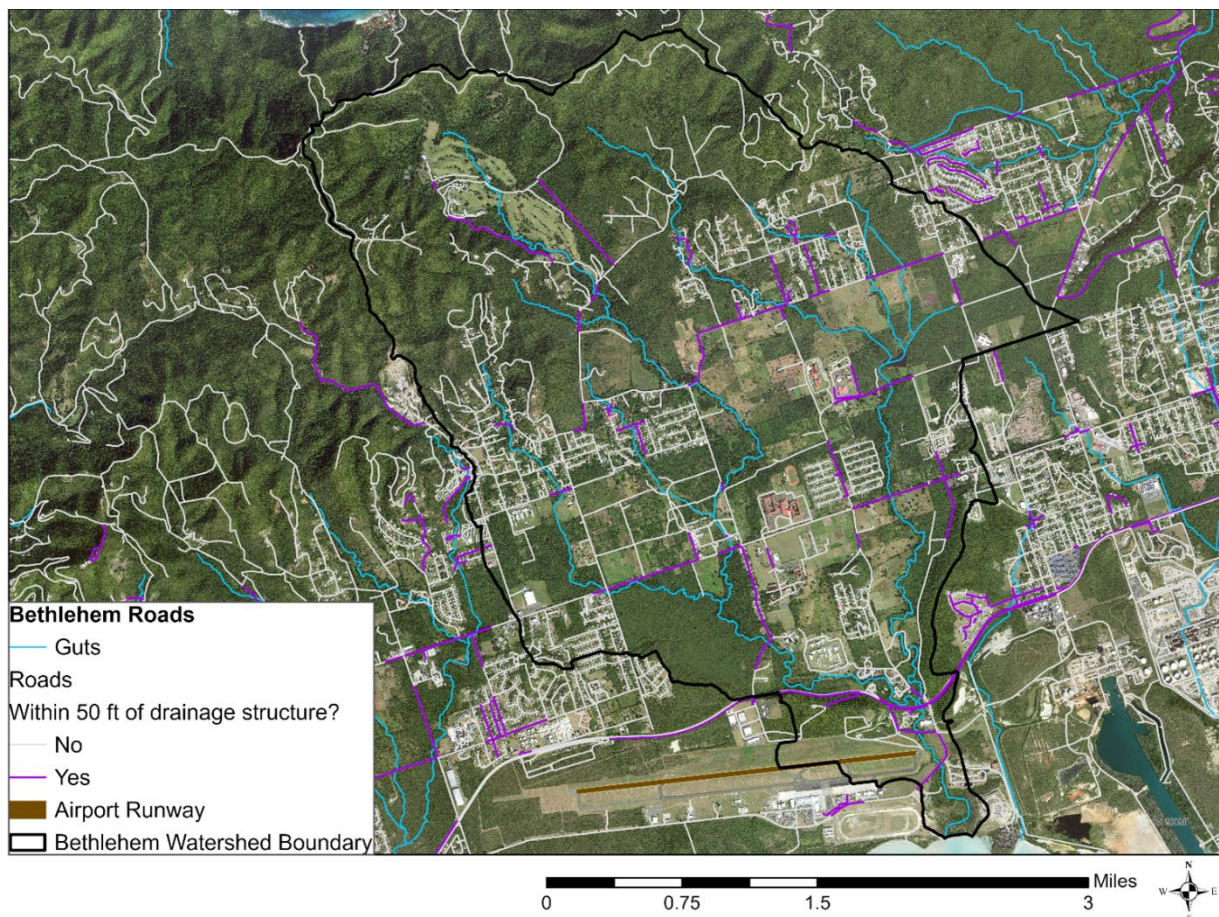 Bethlehem Roads
Guts
Roads
Within 50 ft of drainage structure?
No
Yes
Airport Runway
Bethlehem Watershed Boundary
Maxar
Miles
0 0.75 1.5 3
N
W E